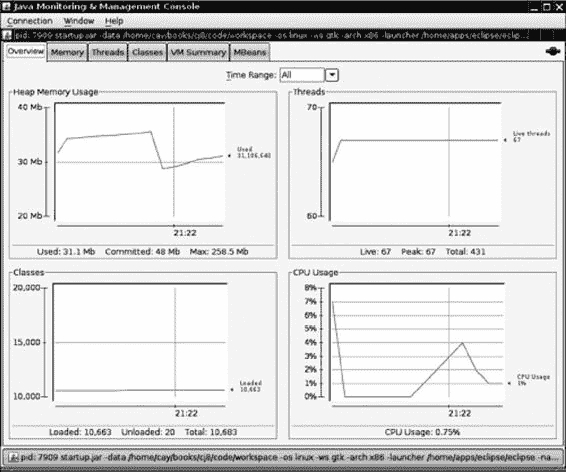 Java Monitoring & Management Console
Connection Window Help
pid: 7909 startup.jar -data /home/cay/books/cj8/code/workspace -os linux -ws gtk -arch x86 -launcher /home/apps/eclipse/eclip...
Overview Memory Threads Classes VM Summary MBeans
Time Range: All
Heap Memory Usage
40 Mb
30 Mb
20 Mb
Used
31,106,648
21:22
Used: 31.1 Mb Committed: 48 Mb Max: 258.5 Mb
Threads
70
60
Live threads
67
21:22
Live: 67 Peak: 67 Total: 431
Classes
20,000
15,000
10,000
Loaded
10,663
21:22
Loaded: 10,663 Unloaded: 20 Total: 10,683
CPU Usage
8%
7%
6%
5%
4%
3%
2%
1%
0%
CPU Usage
1%
21:22
CPU Usage: 0.75%
pid: 7909 startup.jar -data /home/cay/books/cj8/code/workspace -os linux -ws gtk -arch x86 -launcher /home/apps/eclipse/eclipse -na...